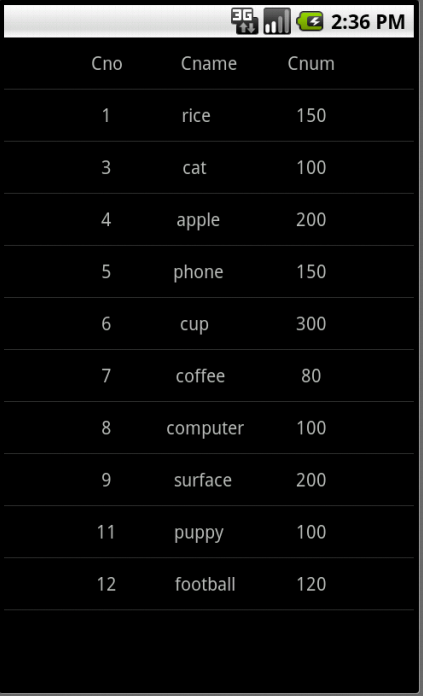 3G 2:36 PM
Cno Cname Cnum
1 rice 150
3 cat 100
4 apple 200
5 phone 150
6 cup 300
7 coffee 80
8 computer 100
9 surface 200
11 puppy 100
12 football 120